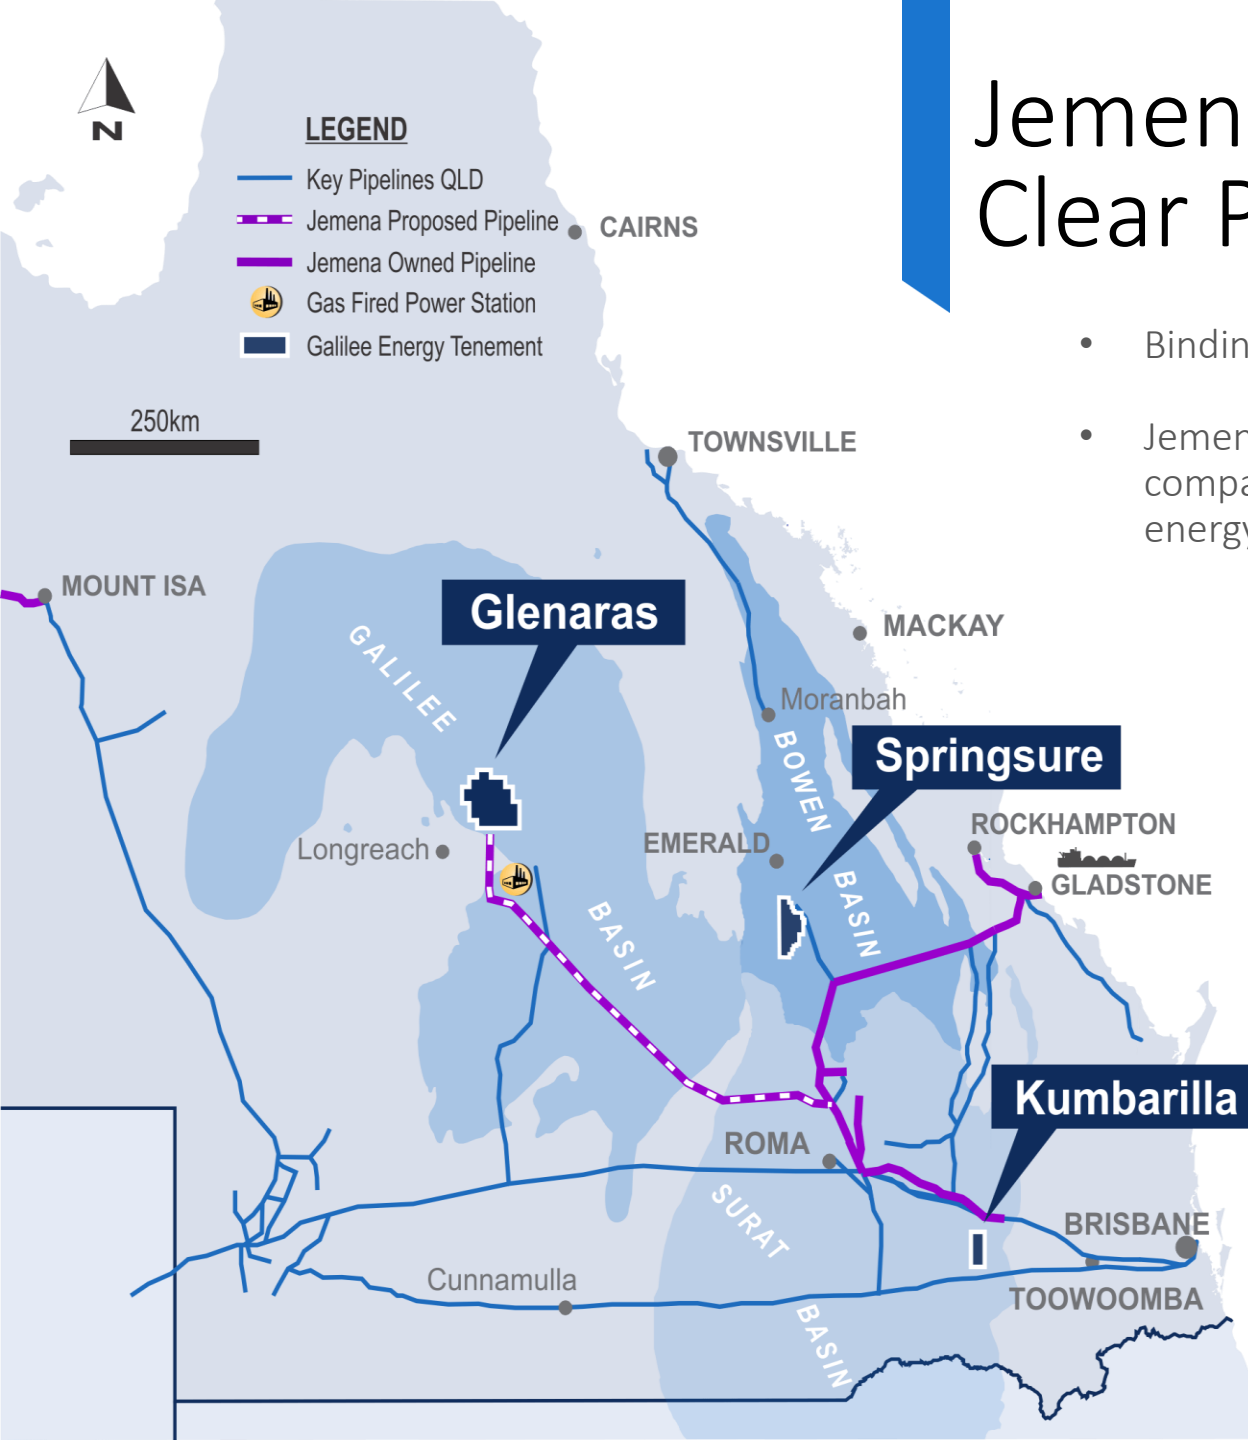 Jemen
Clear P
• Bindin
• Jemen
compa
energy
N
LEGEND
Key Pipelines QLD
Jemena Proposed Pipeline
Jemena Owned Pipeline
Gas Fired Power Station
Galilee Energy Tenement
250km
CAIRNS
TOWNSVILLE
MOUNT ISA
Glenaras
MACKAY
GALILEE
Moranbah
BOWEN
Springsure
ROCKHAMPTON
EMERALD
Longreach
GLADSTONE
BASIN
BASIN
Kumbarilla
ROMA
SURAT
BRISBANE
Cunnamulla
TOOWOOMBA
BASIN